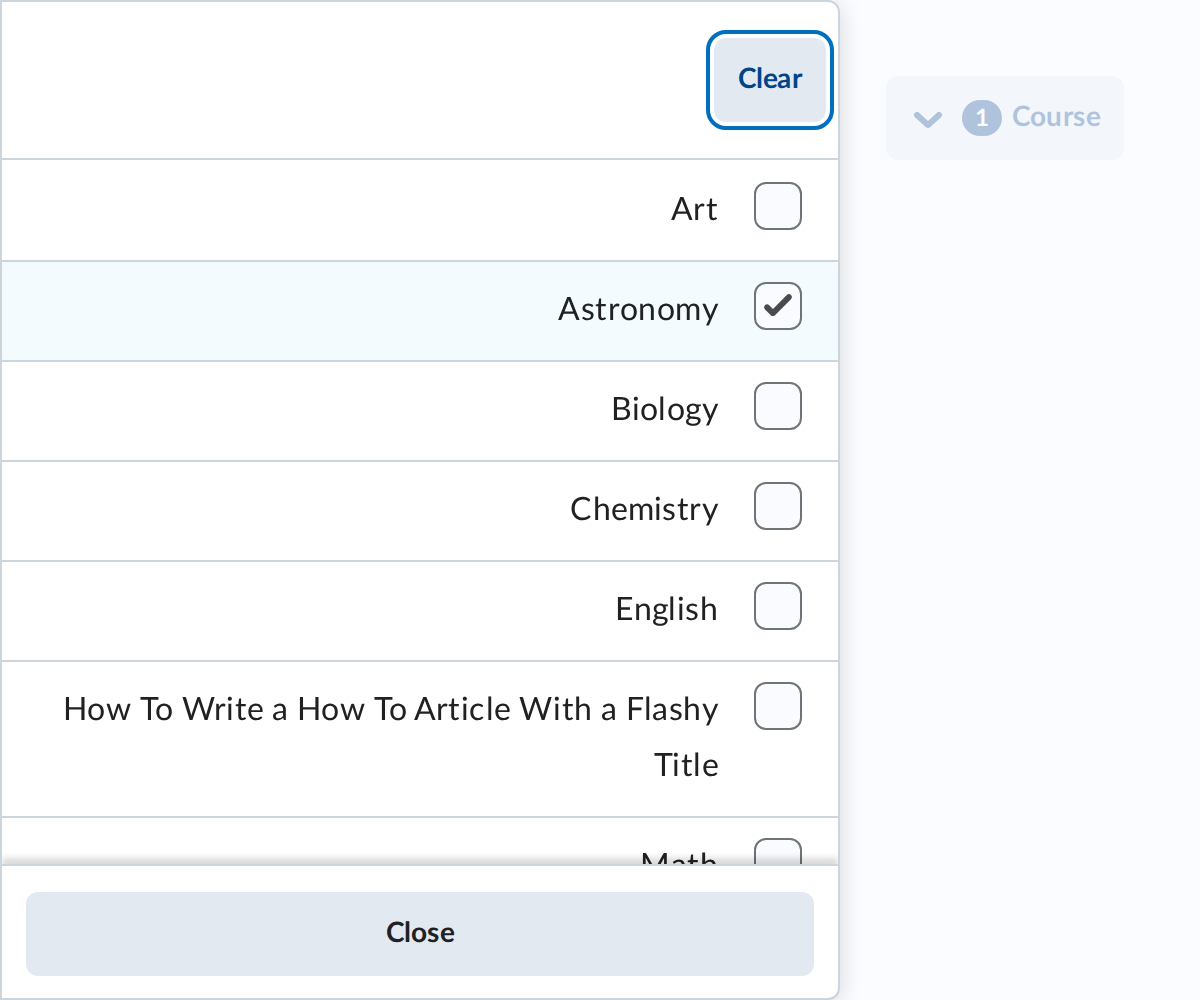 Clear
1 Course
Art
Astronomy
Biology
Chemistry
English
How To Write a How To Article With a Flashy
Title
Math
Close